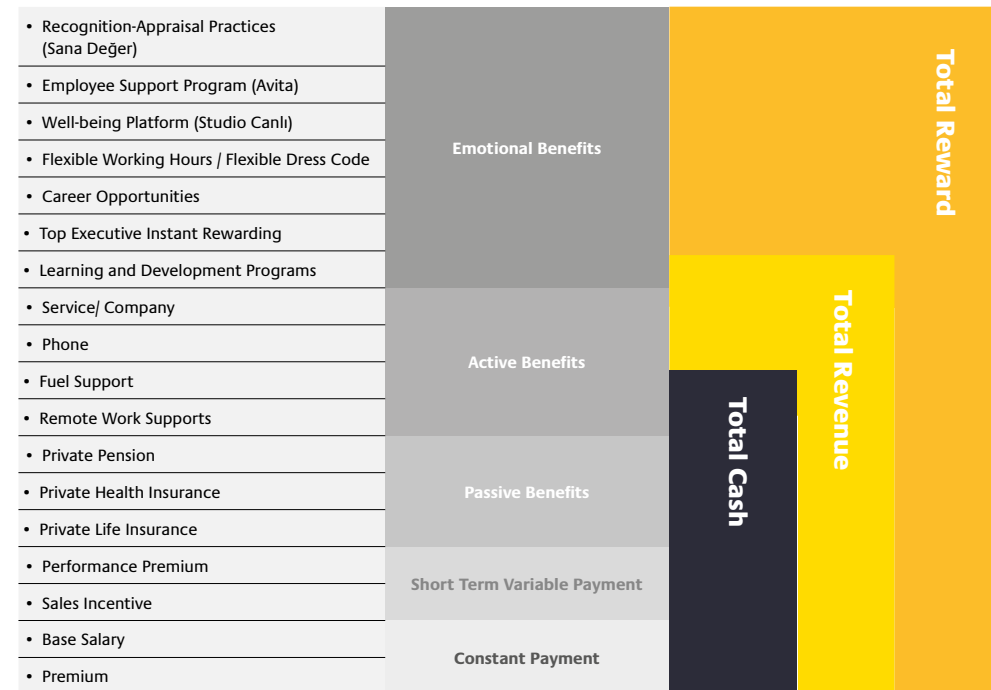 • Recognition-Appraisal Practices
(Sana Değer)
• Employee Support Program (Avita)
• Well-being Platform (Studio Canlı)
• Flexible Working Hours / Flexible Dress Code
• Career Opportunities
• Top Executive Instant Rewarding
• Learning and Development Programs
• Service/ Company
• Phone
• Fuel Support
• Remote Work Supports
• Private Pension
• Private Health Insurance
• Private Life Insurance
• Performance Premium
• Sales Incentive
• Base Salary
• Premium
Emotional Benefits
Active Benefits
Passive Benefits
Short Term Variable Payment
Constant Payment
Total Cash
Total Revenue
Total Reward